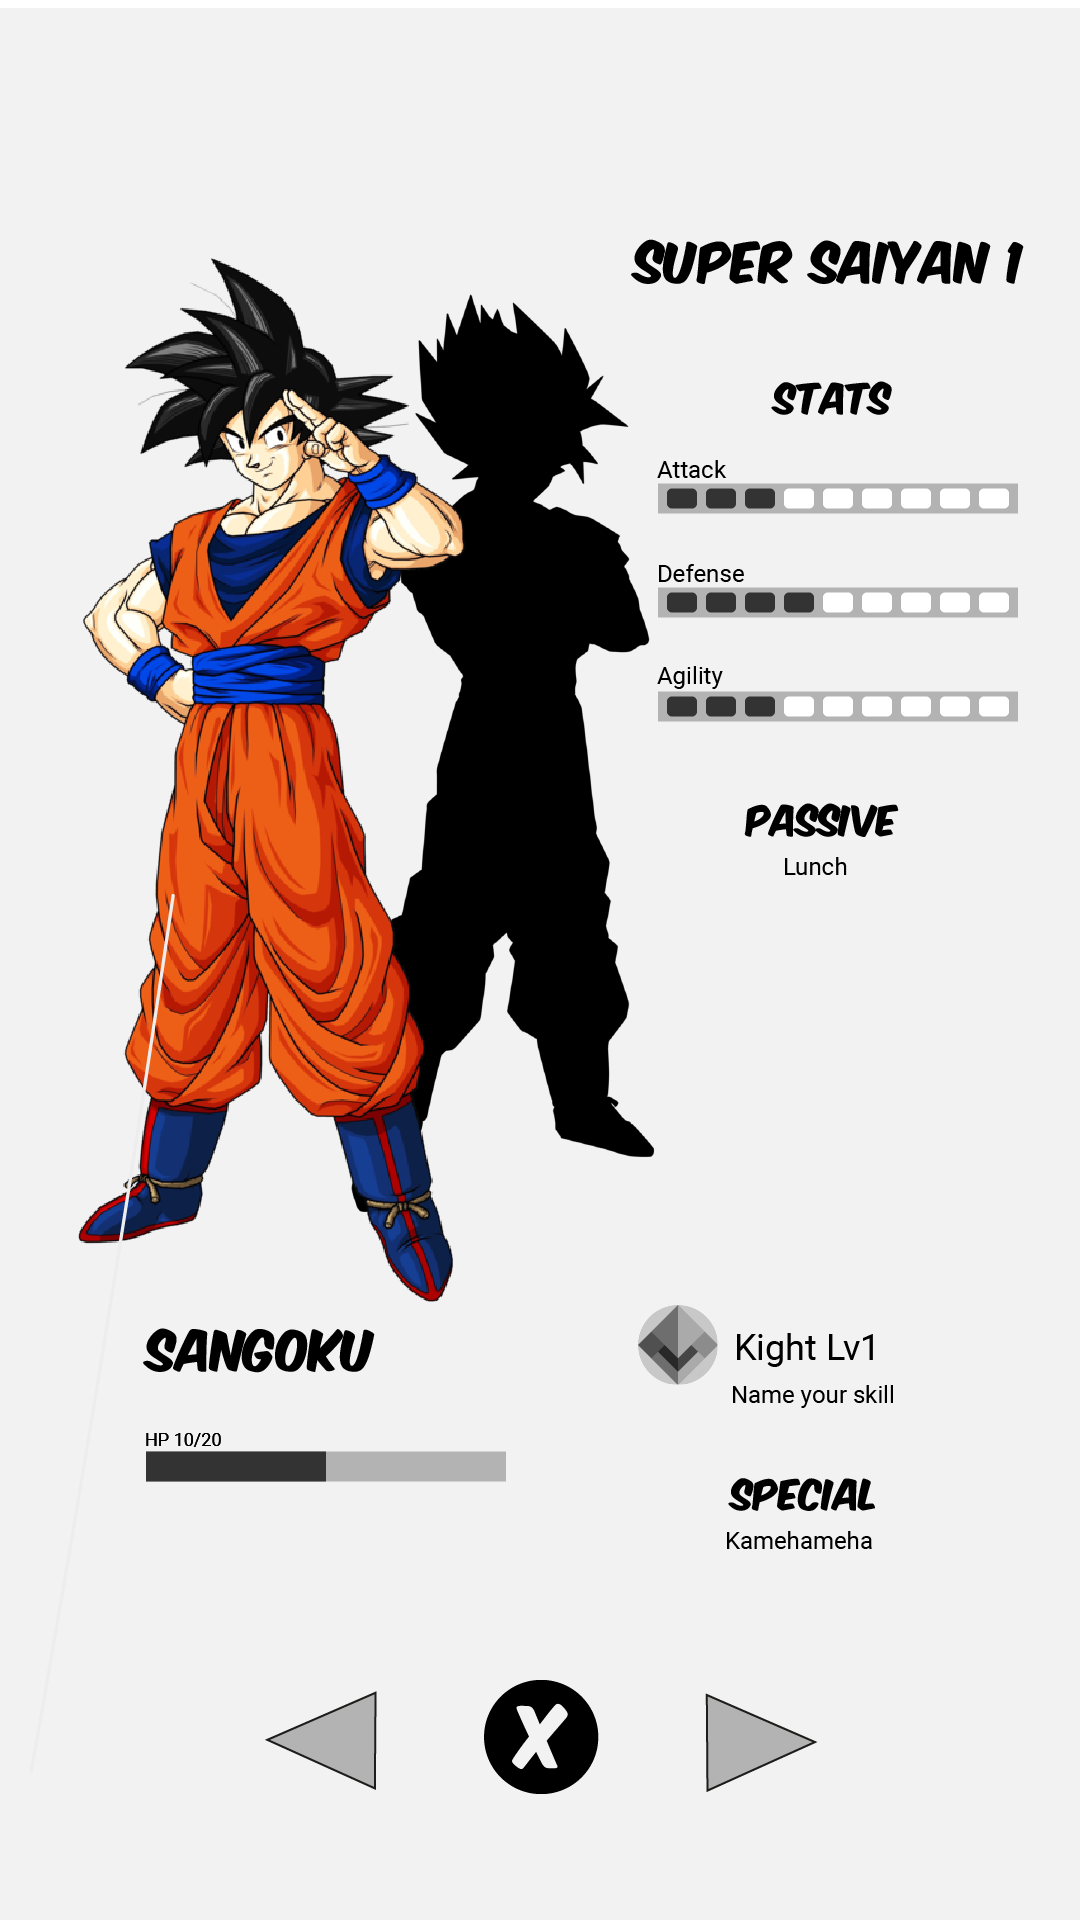 SUPER SAIYAN 1
STATS
Attack
Defense
Agility
PASSIVE
Lunch
SANGOKU
HP 10/20
Kight Lv1
Name your skill
SPECIAL
Kamehameha
X